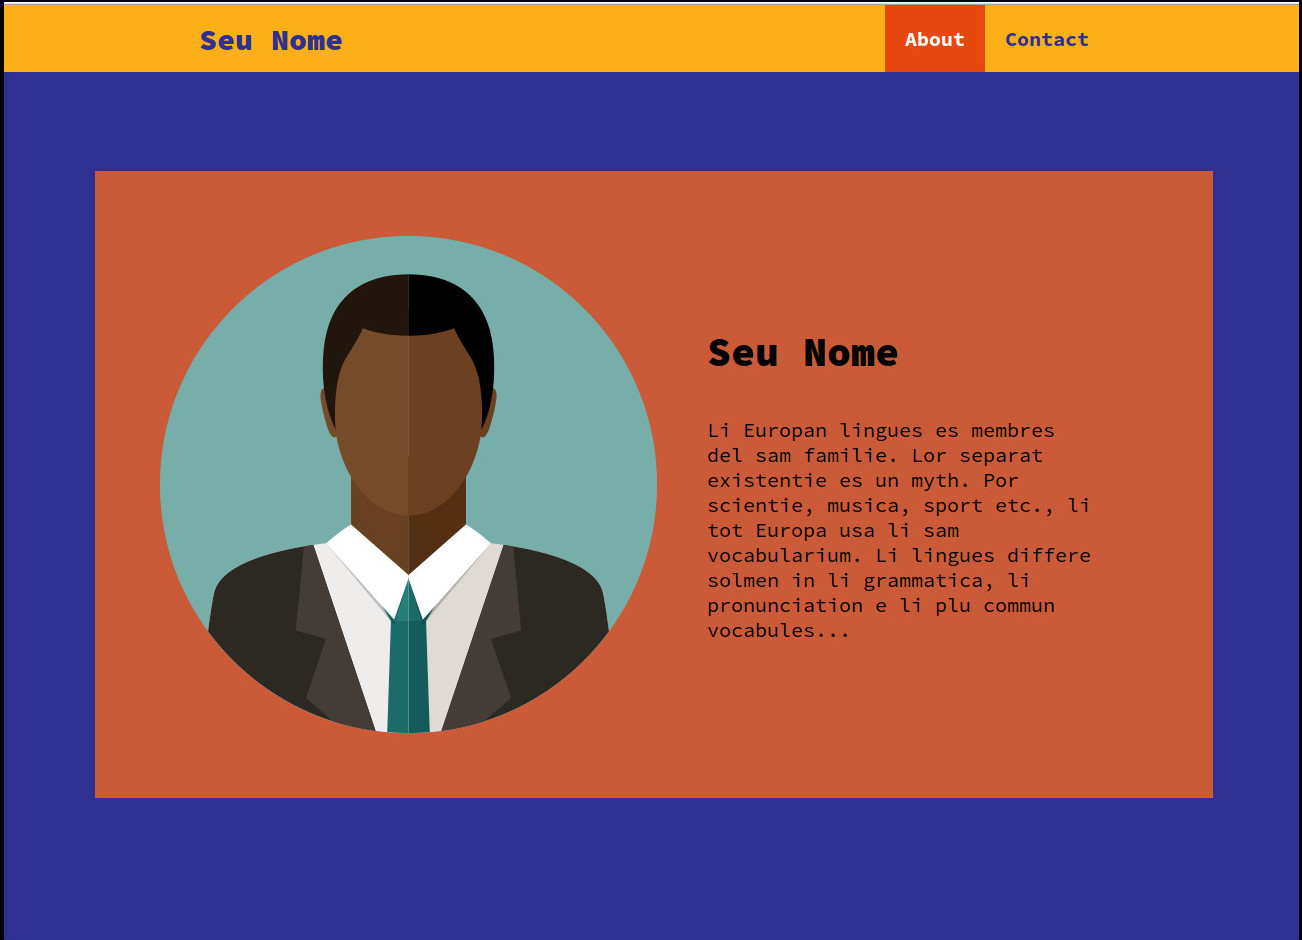 Seu Nome
About Contact
Seu Nome
Li Europan lingues es membres
del sam familie. Lor separat
existentie es un myth. Por
scientie, musica, sport etc., li
tot Europa usa li sam
vocabularium. Li lingues differe
solmen in li grammatica, li
pronunciation e li plu commun
vocabules...